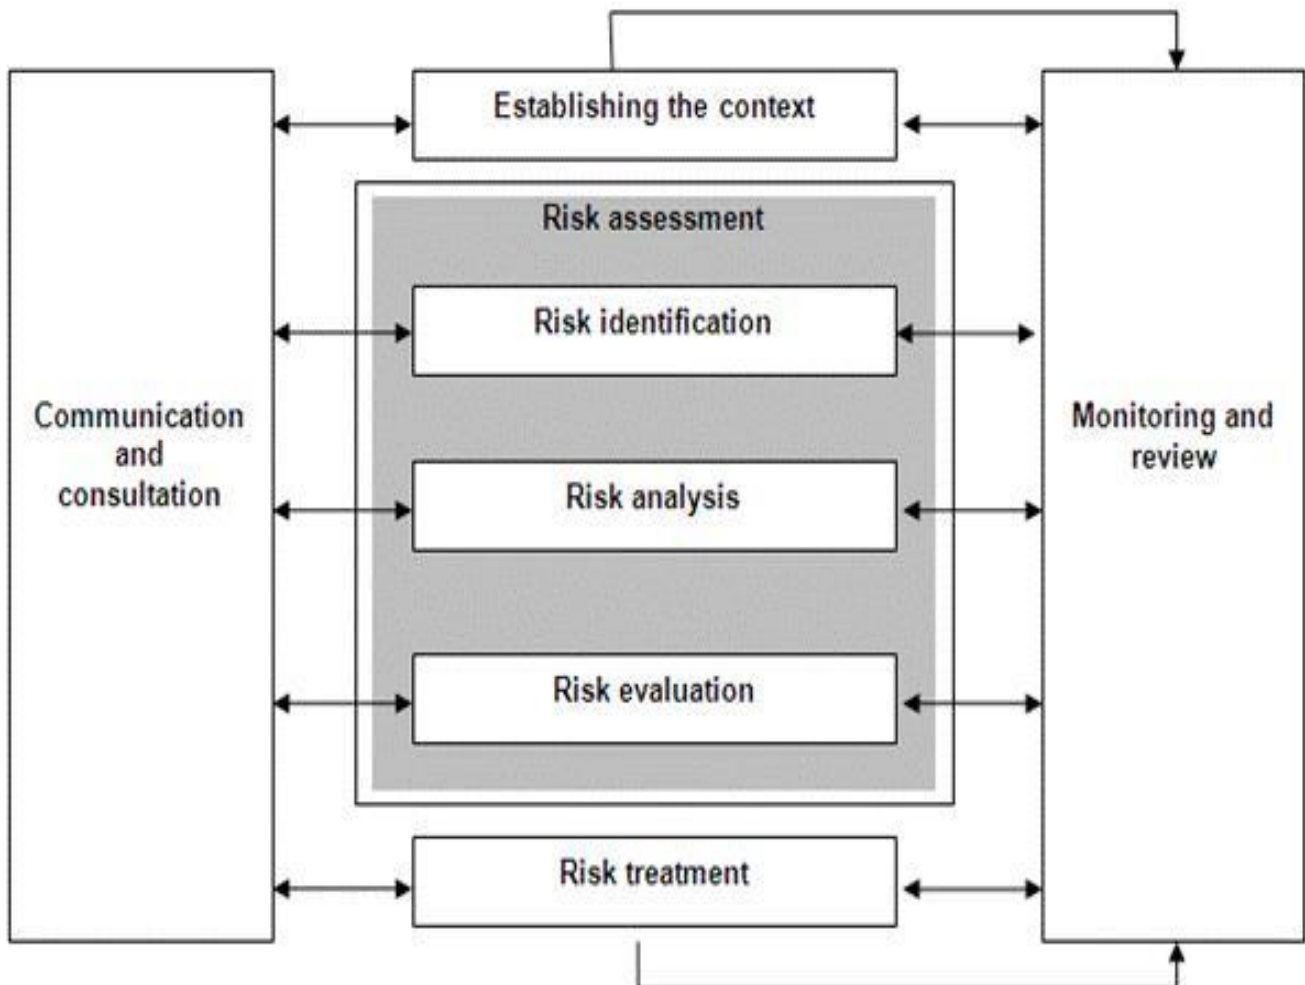 Establishing the context
Risk assessment
Risk identification
Communication
and
consultation
Monitoring and
review
Risk analysis
Risk evaluation
Risk treatment